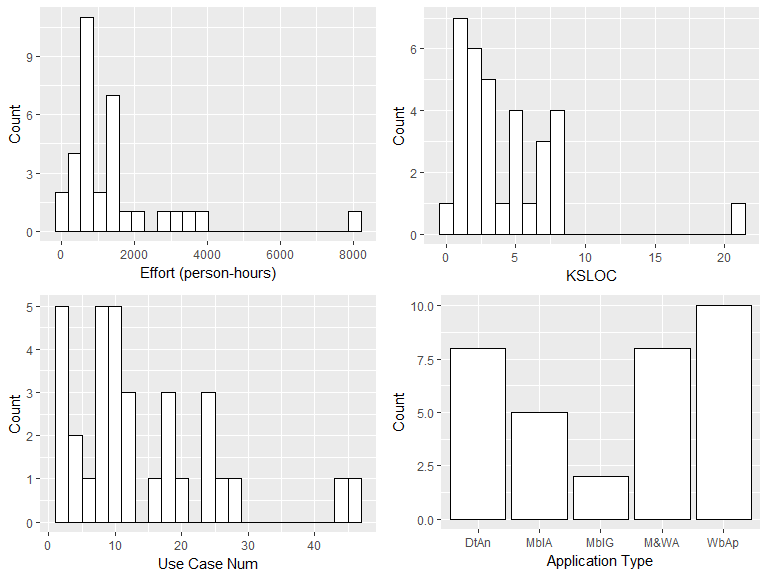 Count
9
6
3
0
0
2000
4000
6000
8000
Effort (person-hours)
Count
6
4
2
0
0
5
10
15
20
KSLOC
Count
5
4
3
2
1
0
0
10
20
30
40
Use Case Num
Count
10.0
7.5
5.0
2.5
0.0
DtAn
MblA
MblG
M&WA
WbAp
Application Type